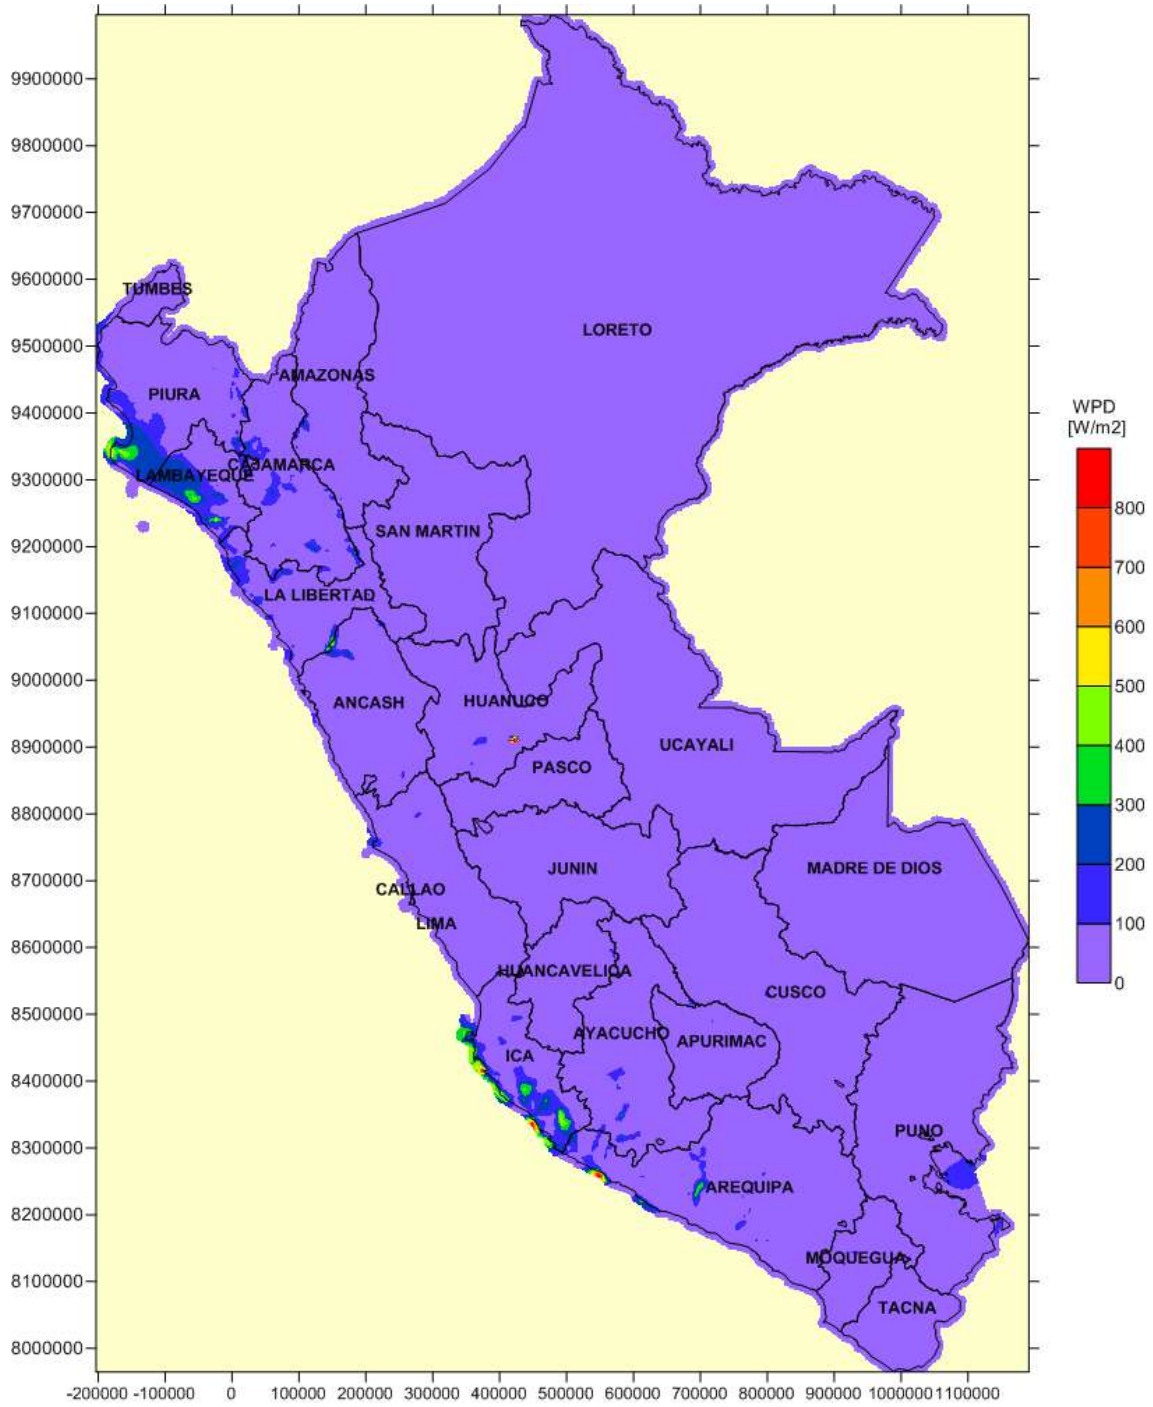 9900000
9800000
9700000
9600000
TUMBES
9500000
LORETO
AMAZONAS
PIURA
9400000
WPD
[W/m2]
CAJAMARCA
LAMBAYEQUE
9300000
SAN MARTIN
800
9200000
700
LA LIBERTAD
9100000
600
9000000
500
ANCASH
HUANUCO
8900000
UCAYALI
400
PASCO
8800000
300
JUNIN
MADRE DE DIOS
200
8700000
CALLAO
LIMA
100
8600000
HUANCAVELICA
0
CUSCO
8500000
AYACUCHO
APURIMAC
ICA
8400000
PUNO
8300000
AREQUIPA
8200000
MOQUEGUA
8100000
TACNA
8000000
-200000 -100000 0 100000 200000 300000 400000 500000 600000 700000 800000 900000 1000000 1100000